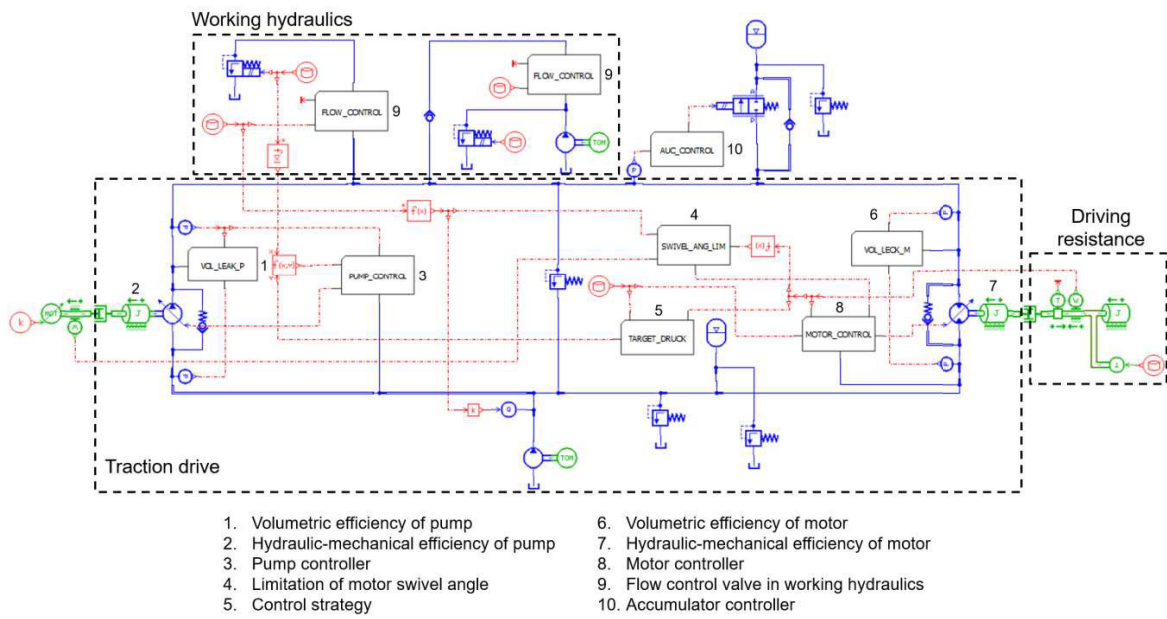 Working hydraulics
FLOW_CONTROL
9
FLOW_CONTROL
9
TOM
AUC_CONTROL
10
P
A
P
f(x)
f(x)
4
6
Driving
resistance
VOL_LEAK_P
1
f(x,y)
PUMP_CONTROL
3
SWIVEL_ANG_LIM
f(x)
VOL_LECK_M
P
P
2
7
k
MOT
J
5
TARGET_DRUCK
8
MOTOR_CONTROL
J
T
W
J
P
P
k
Q
TOM
Traction drive
1. Volumetric efficiency of pump
2. Hydraulic-mechanical efficiency of pump
3. Pump controller
4. Limitation of motor swivel angle
5. Control strategy
6. Volumetric efficiency of motor
7. Hydraulic-mechanical efficiency of motor
8. Motor controller
9. Flow control valve in working hydraulics
10. Accumulator controller